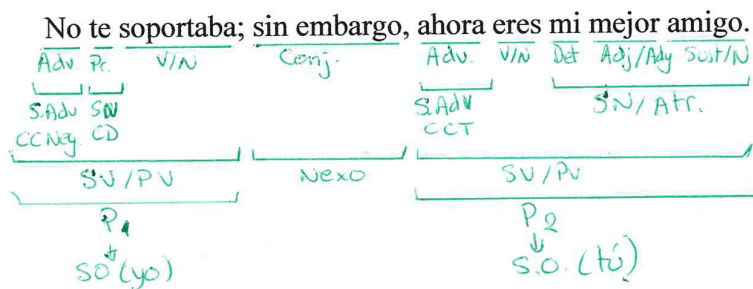 No te soportaba; sin embargo, ahora eres mi mejor amigo.
Adv. Pr. V/N Conj. Adv. V/N Det Adj/Ady Sust/N
S.Adv SN S.Adv SN/Atr.
CCNeg. CD CCT
SV/PV Nexo SV/PV
P1 P2
SO (yo) S.O. (tú)